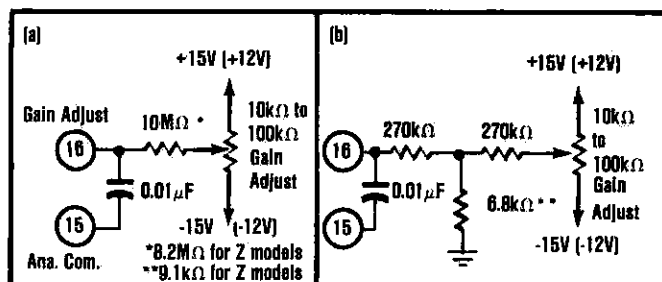 (a)
+15V (+12V)
Gain Adjust
10MΩ *
10kΩ to
100kΩ
Gain
Adjust
16
0.01μF
15
Ana. Com.
-15V (-12V)
*8.2MΩ for Z models
**9.1kΩ for Z models
(b)
+15V (+12V)
270kΩ
270kΩ
10kΩ
to
100kΩ
Gain
Adjust
16
0.01μF
6.8kΩ**
15
-15V (-12V)